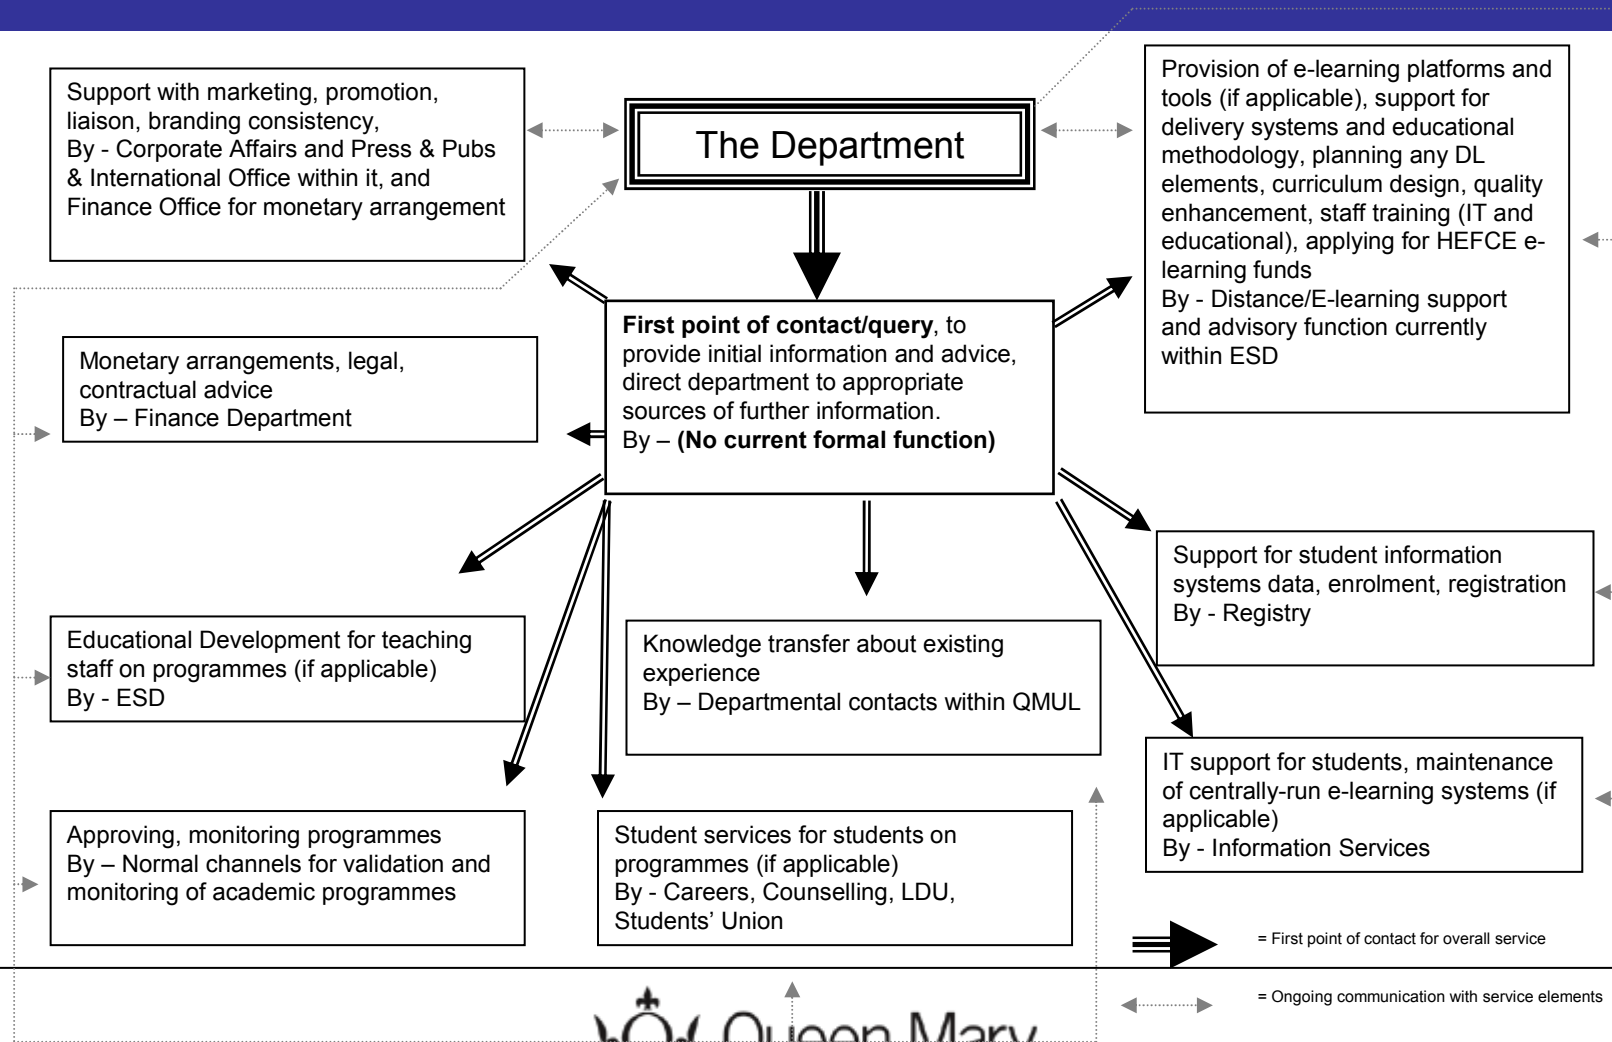 Support with marketing, promotion,
liaison, branding consistency,
By - Corporate Affairs and Press & Pubs
& International Office within it, and
Finance Office for monetary arrangement
The Department
Provision of e-learning platforms and
tools (if applicable), support for
delivery systems and educational
methodology, planning any DL
elements, curriculum design, quality
enhancement, staff training (IT and
educational), applying for HEFCE e-
learning funds
By - Distance/E-learning support
and advisory function currently
within ESD
First point of contact/query, to
provide initial information and advice,
direct department to appropriate
sources of further information.
By – (No current formal function)
Monetary arrangements, legal,
contractual advice
By – Finance Department
Support for student information
systems data, enrolment, registration
By - Registry
Educational Development for teaching
staff on programmes (if applicable)
By - ESD
Knowledge transfer about existing
experience
By – Departmental contacts within QMUL
IT support for students, maintenance
of centrally-run e-learning systems (if
applicable)
By - Information Services
Approving, monitoring programmes
By – Normal channels for validation and
monitoring of academic programmes
Student services for students on
programmes (if applicable)
By - Careers, Counselling, LDU,
Students’ Union
= First point of contact for overall service
= Ongoing communication with service elements
Queen Mary